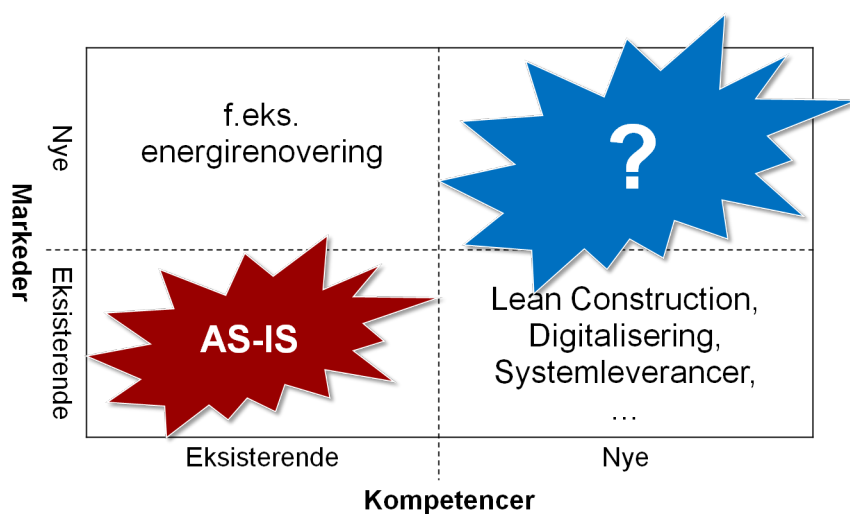 f.eks.
energirenovering
?
AS-IS
Lean Construction,
Digitalisering,
Systemleverancer,
…
Markeder
Nye
Eksisterende
Eksisterende
Nye
Kompetencer